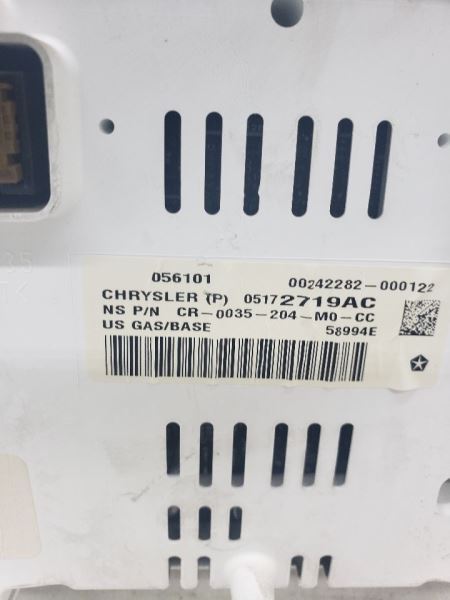 056101 00242282-000122
CHRYSLER (P) 05172719AC
NS P/N CR-0035-204-M0-CC
US GAS/BASE 58994E